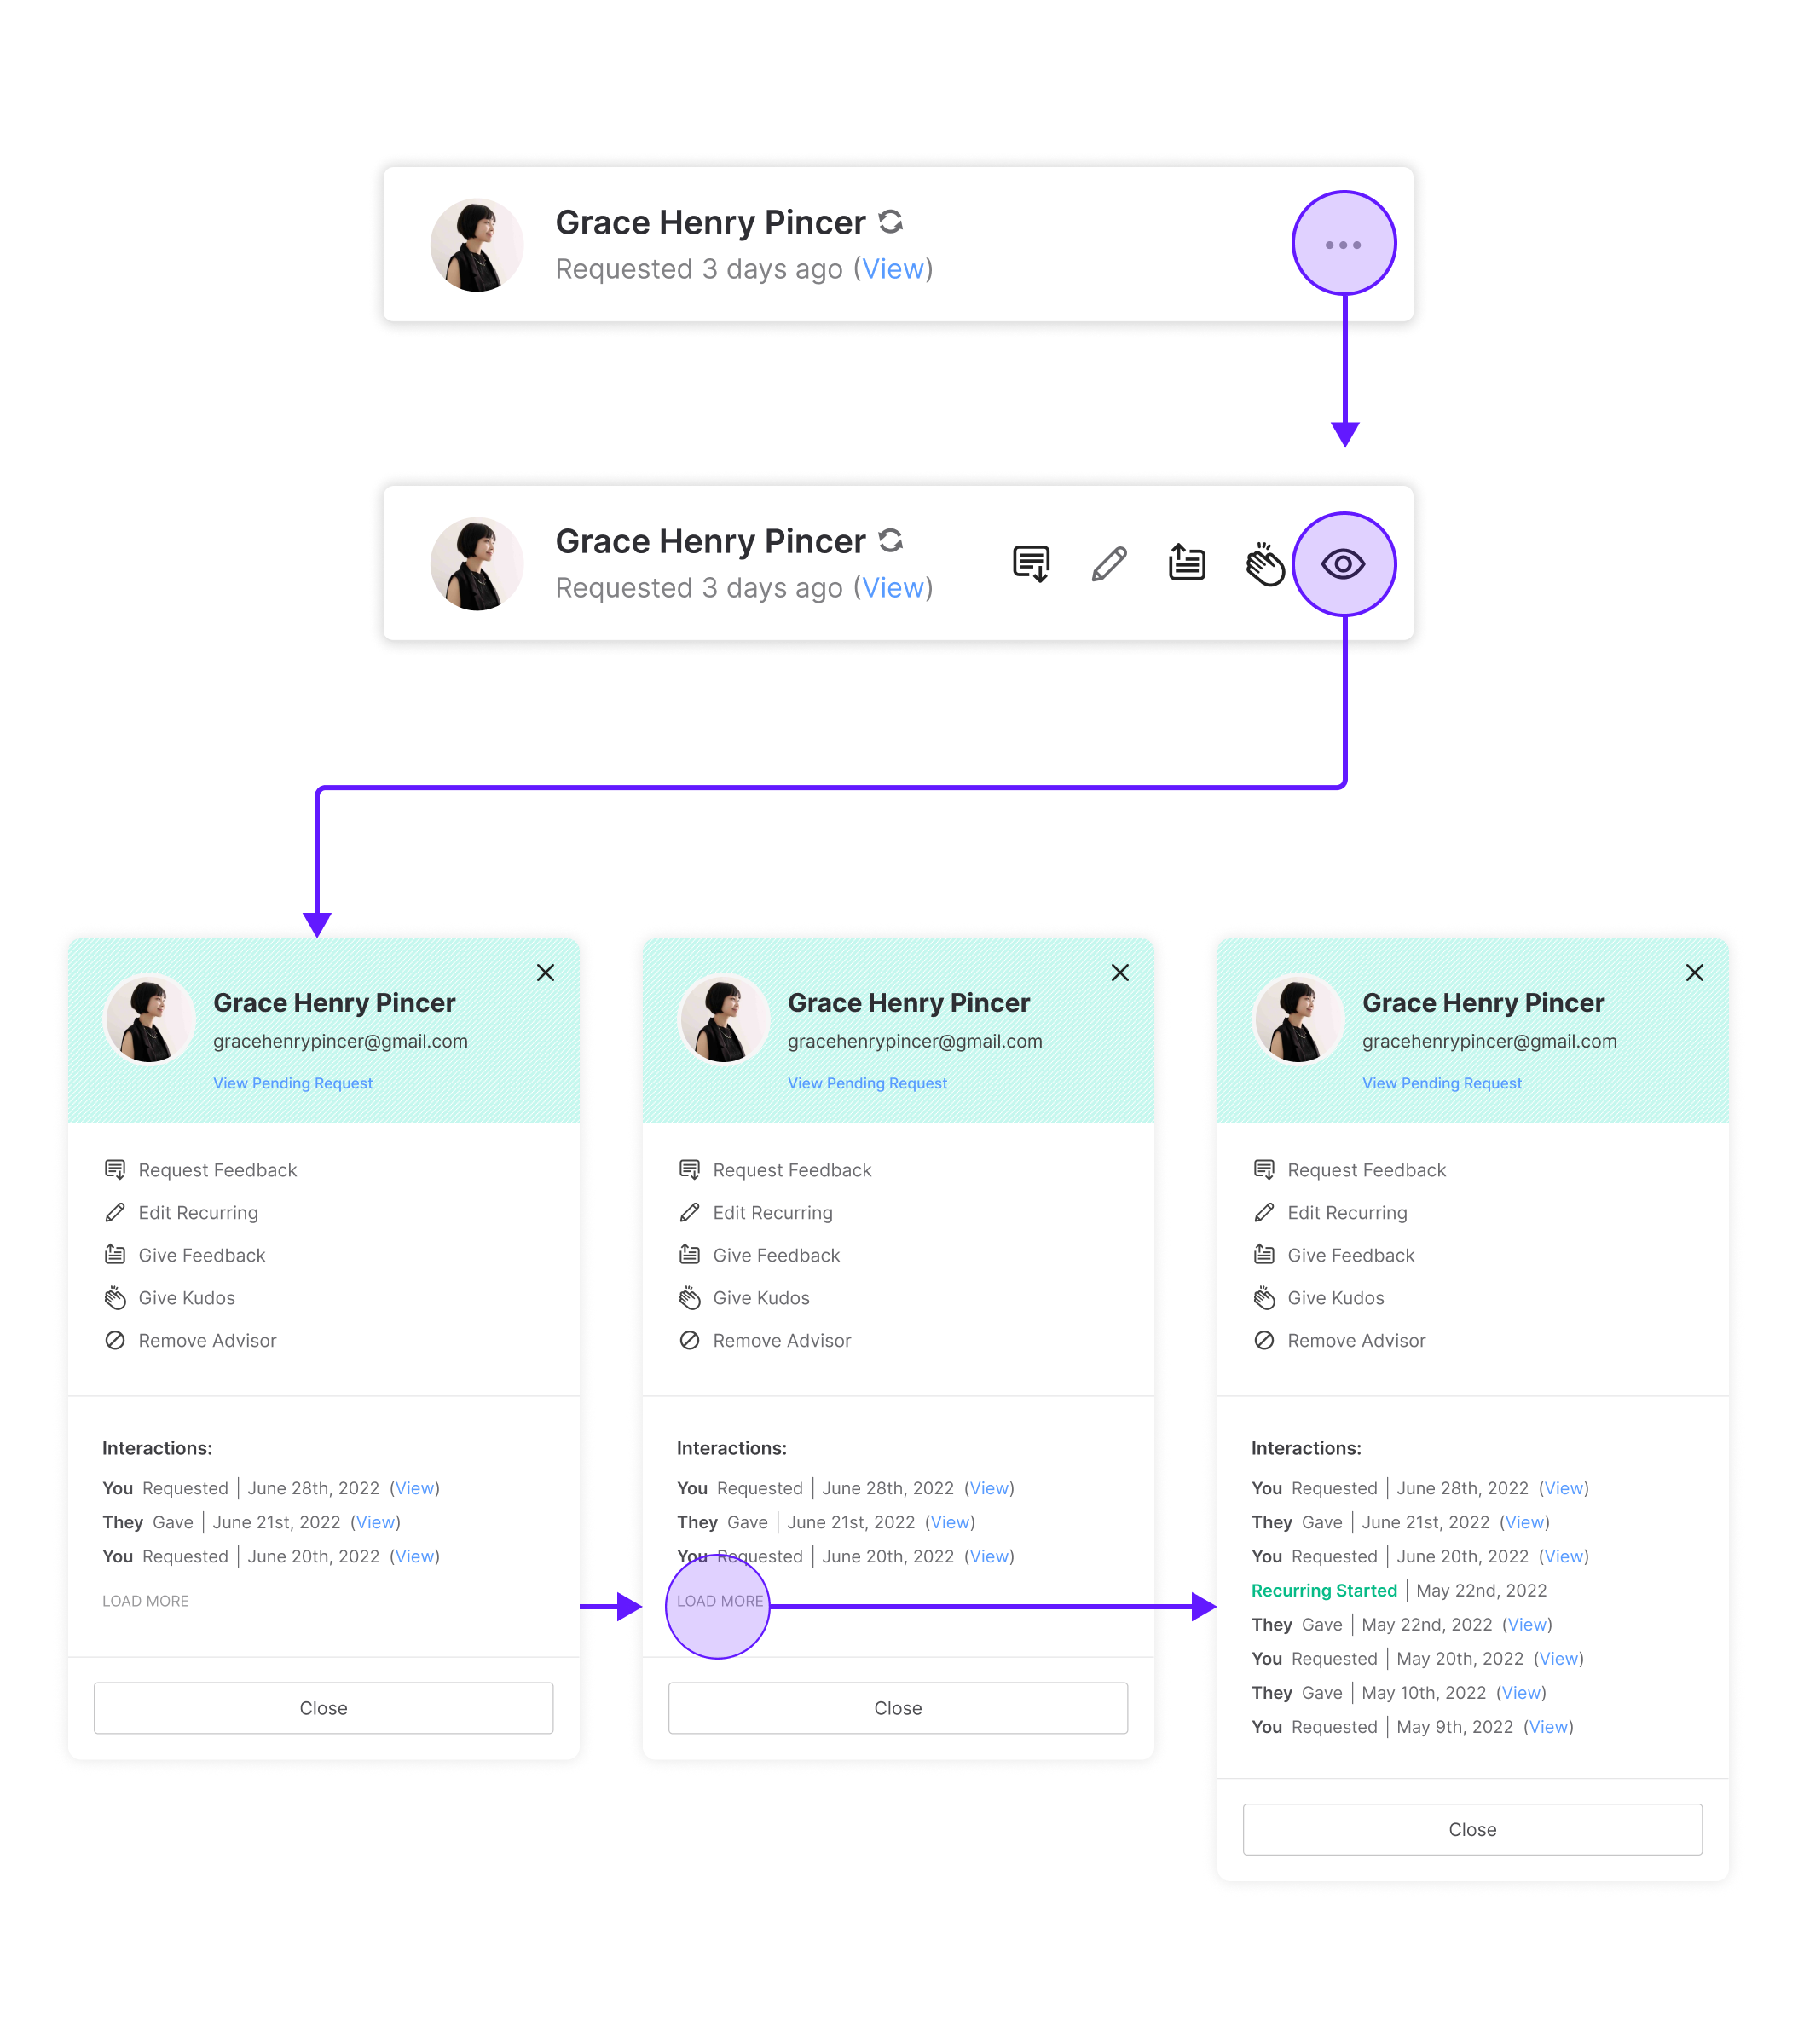 Grace Henry Pincer
Requested 3 days ago (View)
Grace Henry Pincer
Requested 3 days ago (View)
Grace Henry Pincer
gracehenrypincer@gmail.com
View Pending Request
Request Feedback
Edit Recurring
Give Feedback
Give Kudos
Remove Advisor
Interactions:
You Requested | June 28th, 2022 (View)
They Gave | June 21st, 2022 (View)
You Requested | June 20th, 2022 (View)
LOAD MORE
Close
Grace Henry Pincer
gracehenrypincer@gmail.com
View Pending Request
Request Feedback
Edit Recurring
Give Feedback
Give Kudos
Remove Advisor
Interactions:
You Requested | June 28th, 2022 (View)
They Gave | June 21st, 2022 (View)
You Requested | June 20th, 2022 (View)
LOAD MORE
Close
Grace Henry Pincer
gracehenrypincer@gmail.com
View Pending Request
Request Feedback
Edit Recurring
Give Feedback
Give Kudos
Remove Advisor
Interactions:
You Requested | June 28th, 2022 (View)
They Gave | June 21st, 2022 (View)
You Requested | June 20th, 2022 (View)
Recurring Started | May 22nd, 2022
They Gave | May 22nd, 2022 (View)
You Requested | May 20th, 2022 (View)
They Gave | May 10th, 2022 (View)
You Requested | May 9th, 2022 (View)
Close